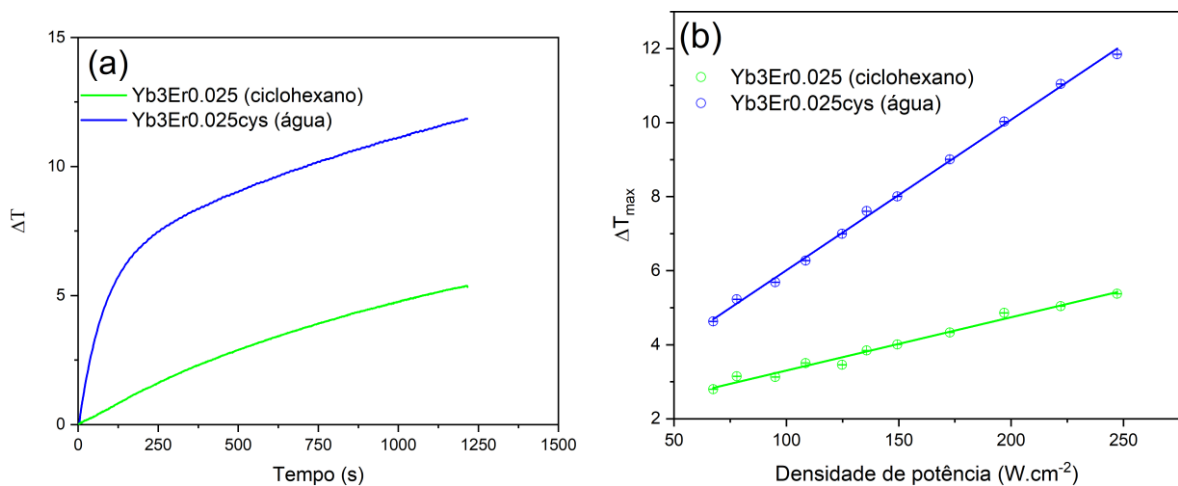 (a)
Yb3Er0.025 (ciclohexano)
Yb3Er0.025cys (água)
15
10
5
0
ΔT
0 250 500 750 1000 1250 1500
Tempo (s)
(b)
Yb3Er0.025 (ciclohexano)
Yb3Er0.025cys (água)
12
10
8
6
4
2
ΔTmax
50 100 150 200 250
Densidade de potência (W.cm-2)